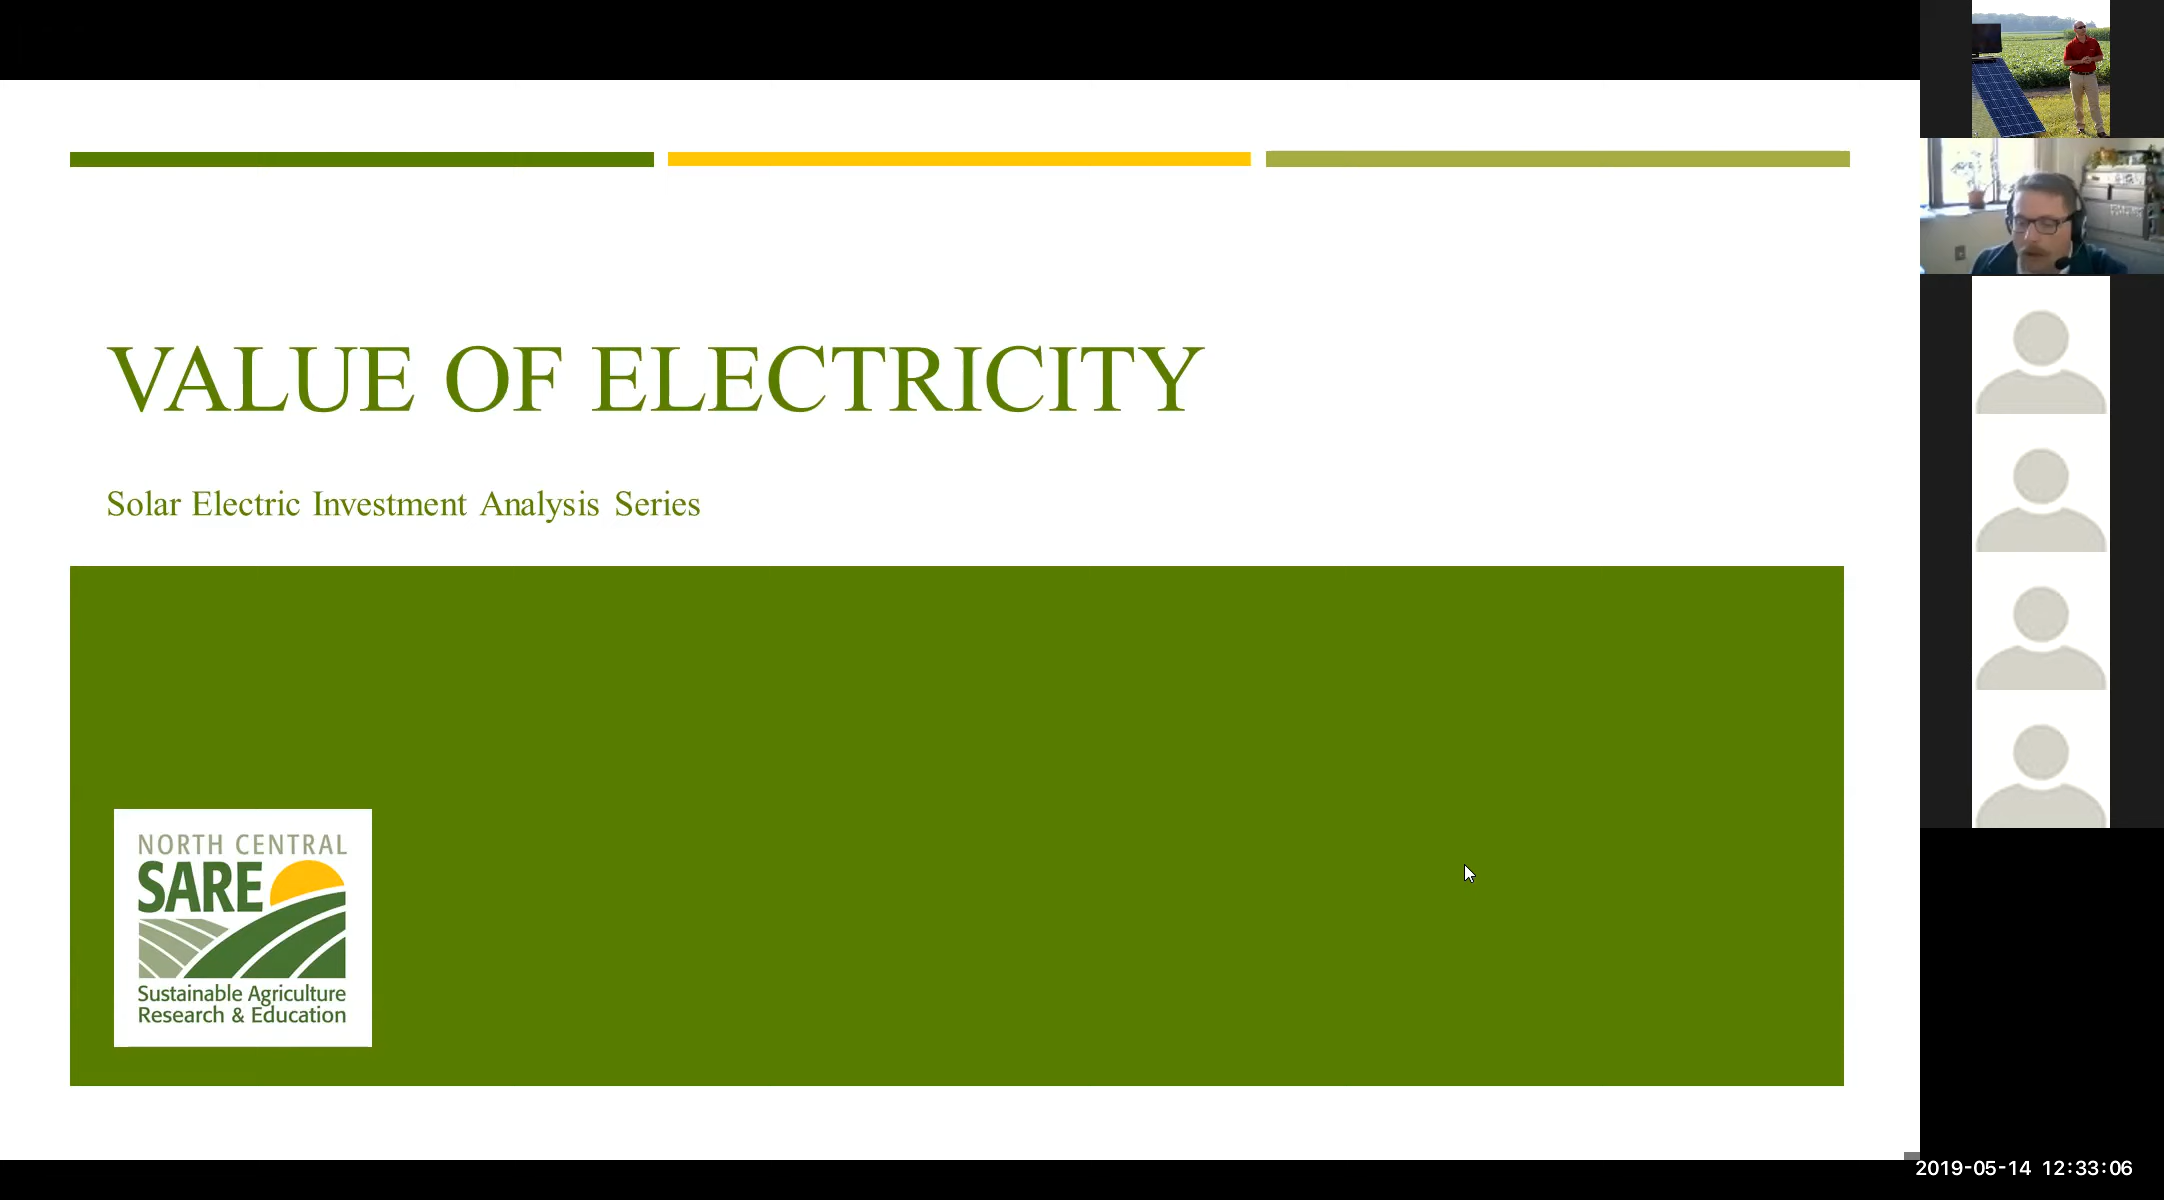 VALUE OF ELECTRICITY
Solar Electric Investment Analysis Series
NORTH CENTRAL
SARE
Sustainable Agriculture
Research & Education
2019-05-14 12:33:06